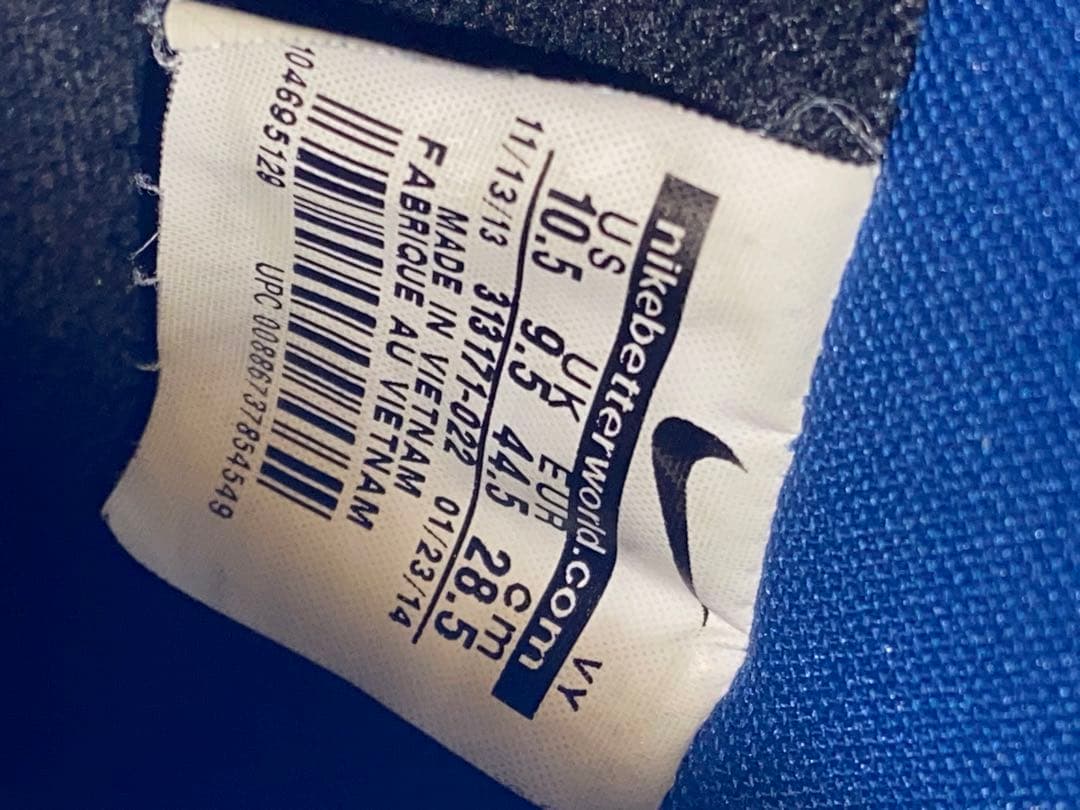 VY
nikebetterworld.com
US UK EUR cm
10.5 9.5 44.5 28.5
11/13/13 313171-022 01/23/14
MADE IN VIETNAM
FABRIQUE AU VIETNAM
104695129 UPC 00886737854549